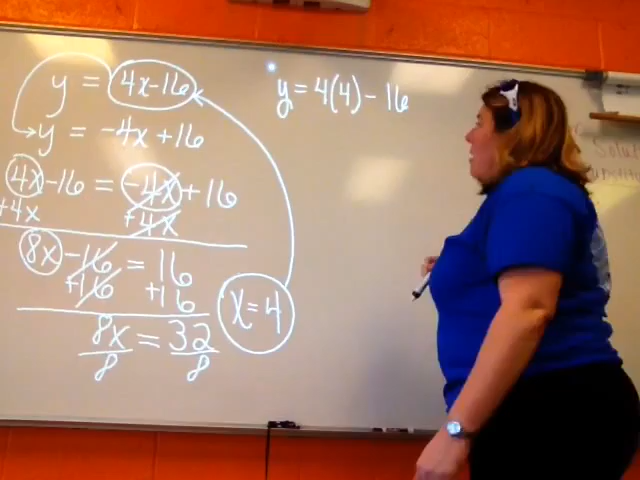 y = 4x-16
y = -4x+16
4x-16 = -4x+16
+4x +4x
8x-16 = 16
+16 +16
8x = 32
8 8
x=4
y=4(4)-16